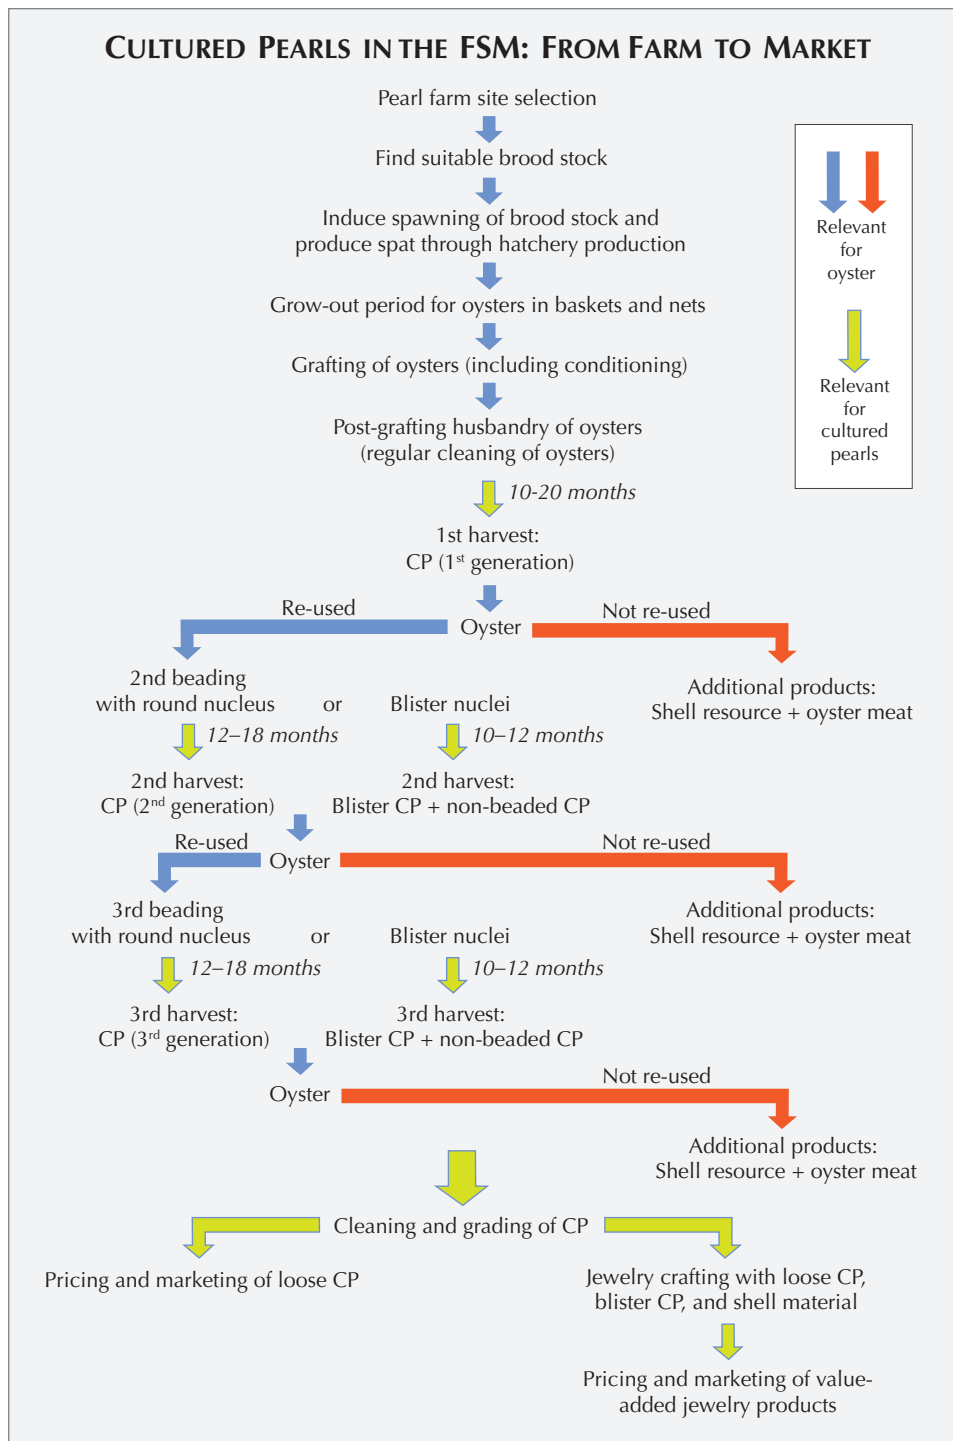 CULTURED PEARLS IN THE FSM: FROM FARM TO MARKET
Pearl farm site selection
Find suitable brood stock
Induce spawning of brood stock and
produce spat through hatchery production
Grow-out period for oysters in baskets and nets
Grafting of oysters (including conditioning)
Post-grafting husbandry of oysters
(regular cleaning of oysters)
10-20 months
1st harvest:
CP (1st generation)
Relevant
for
oyster
Relevant
for
cultured
pearls
Re-used
Oyster
Not re-used
2nd beading
with round nucleus
or
Blister nuclei
Additional products:
Shell resource + oyster meat
12–18 months
10–12 months
2nd harvest:
CP (2nd generation)
2nd harvest:
Blister CP + non-beaded CP
Re-used
Oyster
Not re-used
3rd beading
with round nucleus
or
Blister nuclei
Additional products:
Shell resource + oyster meat
12–18 months
10–12 months
3rd harvest:
CP (3rd generation)
3rd harvest:
Blister CP + non-beaded CP
Oyster
Not re-used
Additional products:
Shell resource + oyster meat
Cleaning and grading of CP
Pricing and marketing of loose CP
Jewelry crafting with loose CP,
blister CP, and shell material
Pricing and marketing of value-
added jewelry products